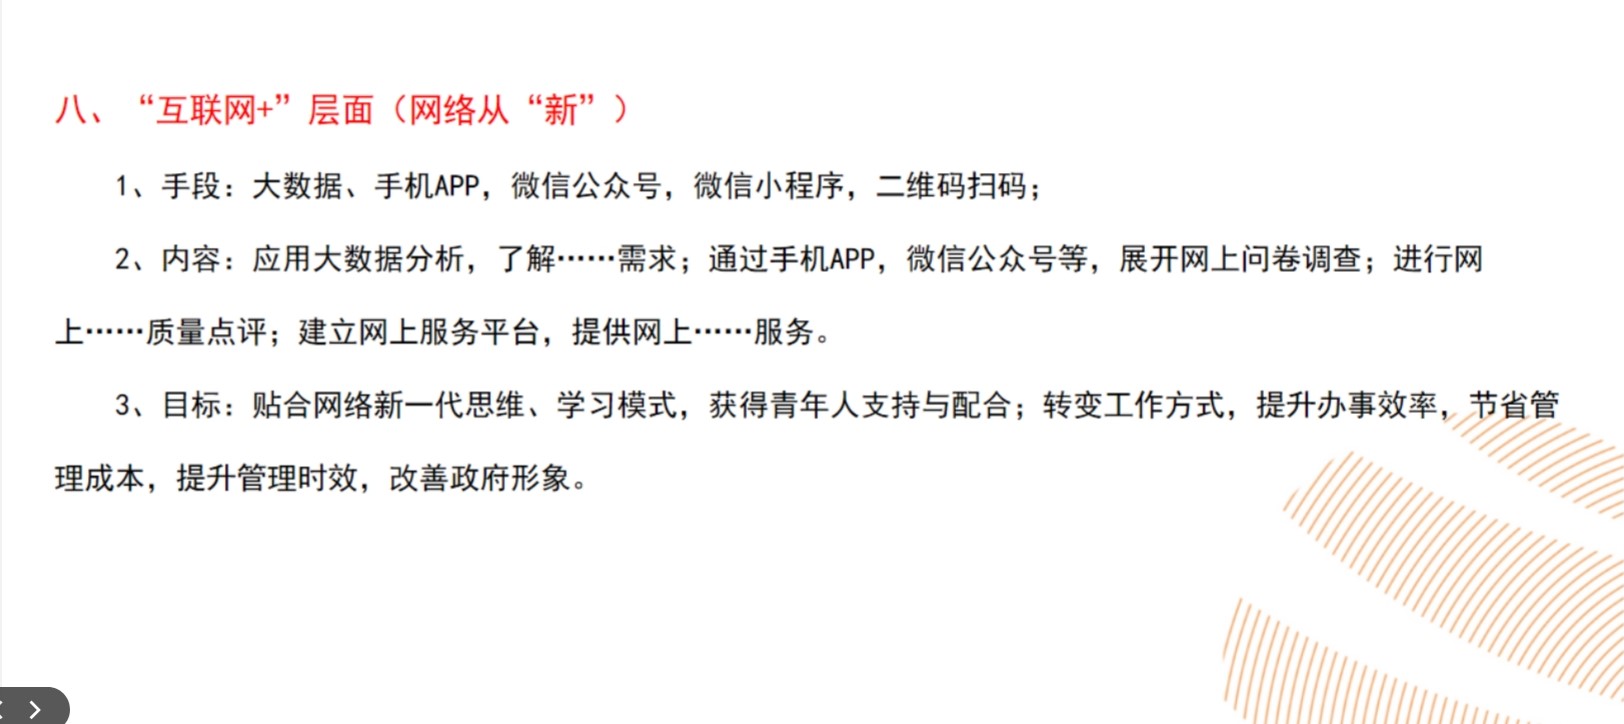 八、“互联网+”层面（网络从“新”）
1、手段：大数据、手机APP，微信公众号，微信小程序，二维码扫码；
2、内容：应用大数据分析，了解……需求；通过手机APP，微信公众号等，展开网上问卷调查；进行网
上……质量点评；建立网上服务平台，提供网上……服务。
3、目标：贴合网络新一代思维、学习模式，获得青年人支持与配合；转变工作方式，提升办事效率，节省管
理成本，提升管理时效，改善政府形象。